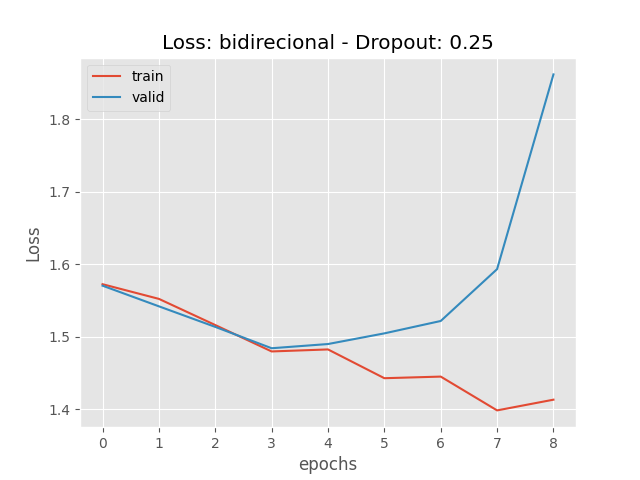 Loss: bidirecional - Dropout: 0.25
train
valid
1.8
1.7
1.6
1.5
1.4
Loss
0 1 2 3 4 5 6 7 8
epochs